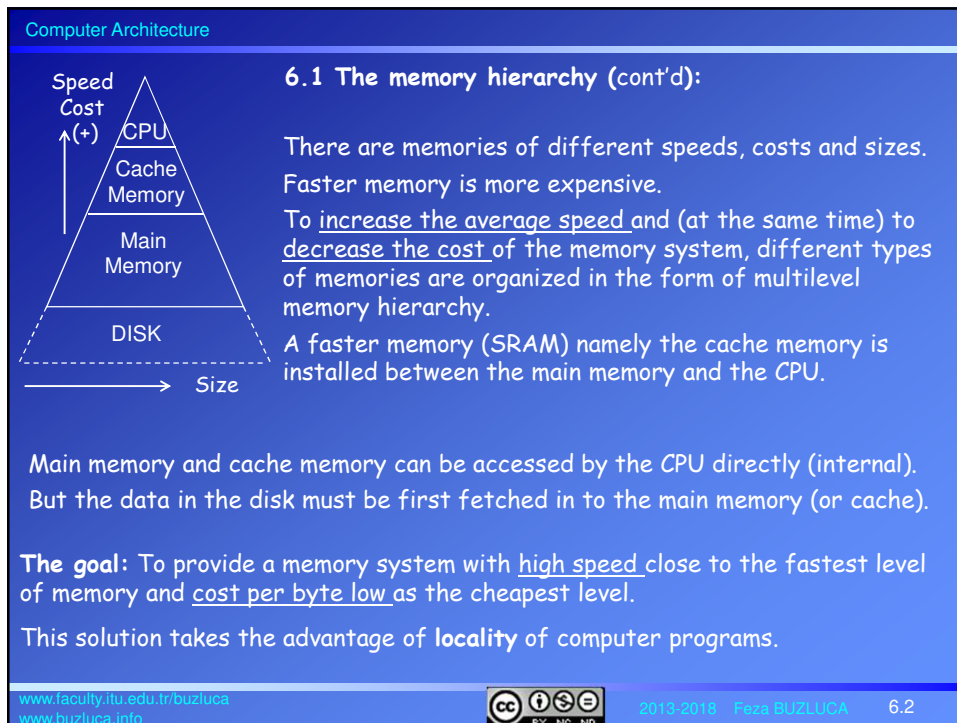 Computer Architecture
Speed
Cost
(+)
CPU
Cache
Memory
Main
Memory
DISK
Size
6.1 The memory hierarchy (cont'd):
There are memories of different speeds, costs and sizes.
Faster memory is more expensive.
To increase the average speed and (at the same time) to
decrease the cost of the memory system, different types
of memories are organized in the form of multilevel
memory hierarchy.
A faster memory (SRAM) namely the cache memory is
installed between the main memory and the CPU.
Main memory and cache memory can be accessed by the CPU directly (internal).
But the data in the disk must be first fetched in to the main memory (or cache).
The goal: To provide a memory system with high speed close to the fastest level
of memory and cost per byte low as the cheapest level.
This solution takes the advantage of locality of computer programs.
www.faculty.itu.edu.tr/buzluca
www.buzluca.info
cc
BY NC ND
2013-2018 Feza BUZLUCA
6.2